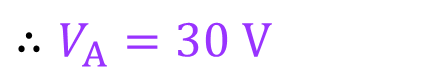 ∴ V_A = 30 V